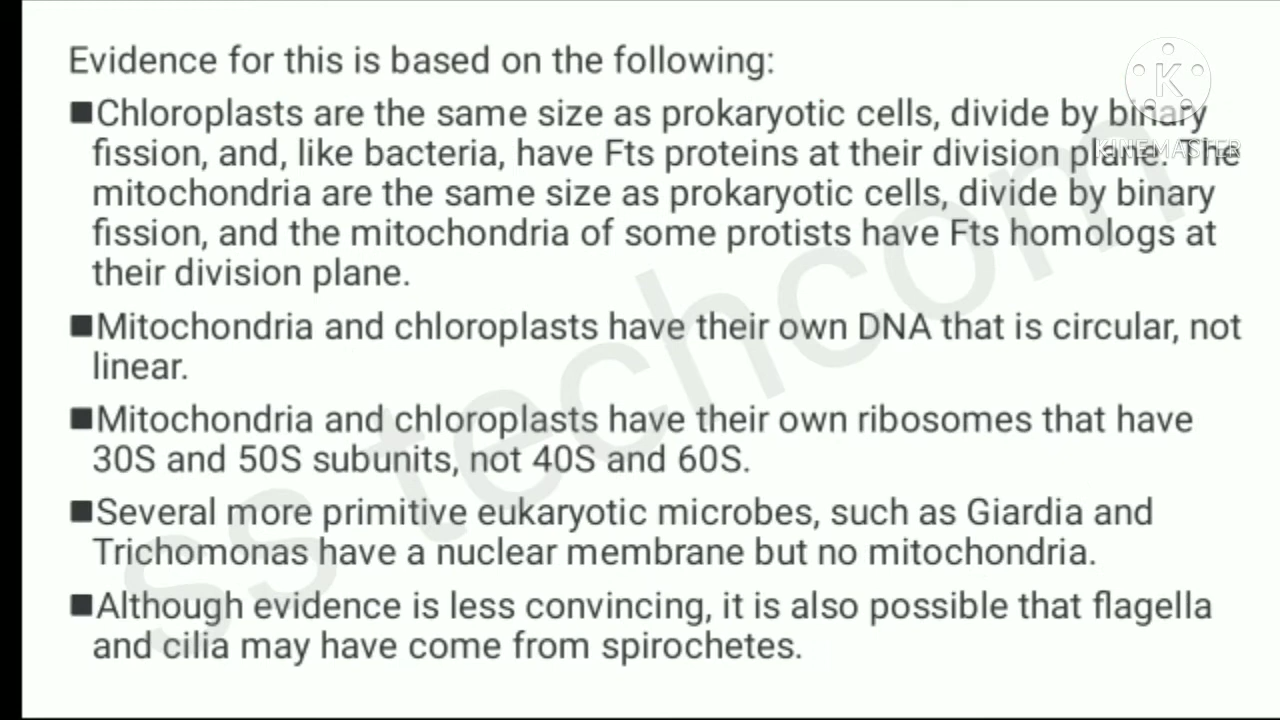 Evidence for this is based on the following:
■Chloroplasts are the same size as prokaryotic cells, divide by binary
fission, and, like bacteria, have Fts proteins at their division plane. The
mitochondria are the same size as prokaryotic cells, divide by binary
fission, and the mitochondria of some protists have Fts homologs at
their division plane.
■Mitochondria and chloroplasts have their own DNA that is circular, not
linear.
■Mitochondria and chloroplasts have their own ribosomes that have
30S and 50S subunits, not 40S and 60S.
■Several more primitive eukaryotic microbes, such as Giardia and
Trichomonas have a nuclear membrane but no mitochondria.
■Although evidence is less convincing, it is also possible that flagella
and cilia may have come from spirochetes.
K
KINEMASTER
ss techcom